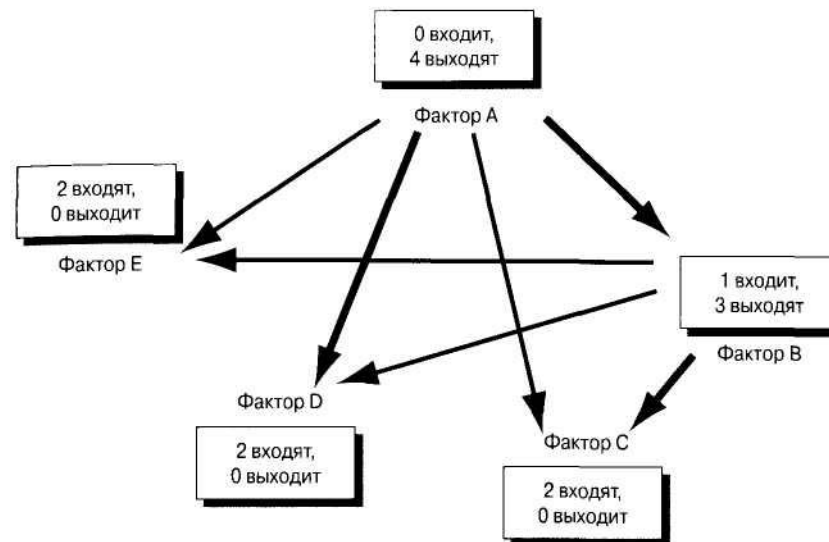 0 входит,
4 выходят
Фактор A
2 входят,
0 выходит
Фактор E
1 входит,
3 выходят
Фактор B
Фактор D
2 входят,
0 выходит
Фактор C
2 входят,
0 выходит